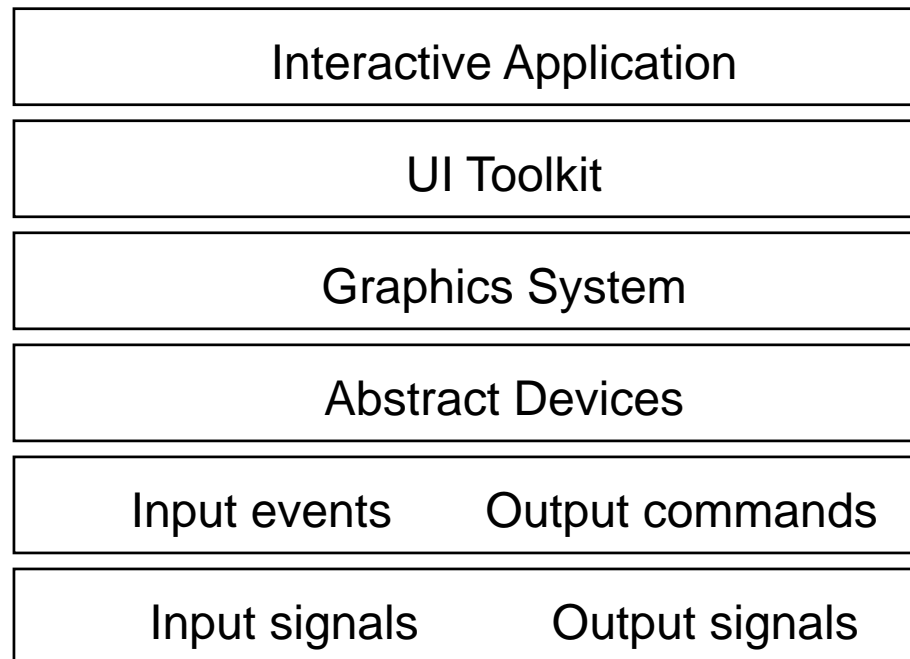 Interactive Application
UI Toolkit
Graphics System
Abstract Devices
Input events Output commands
Input signals Output signals